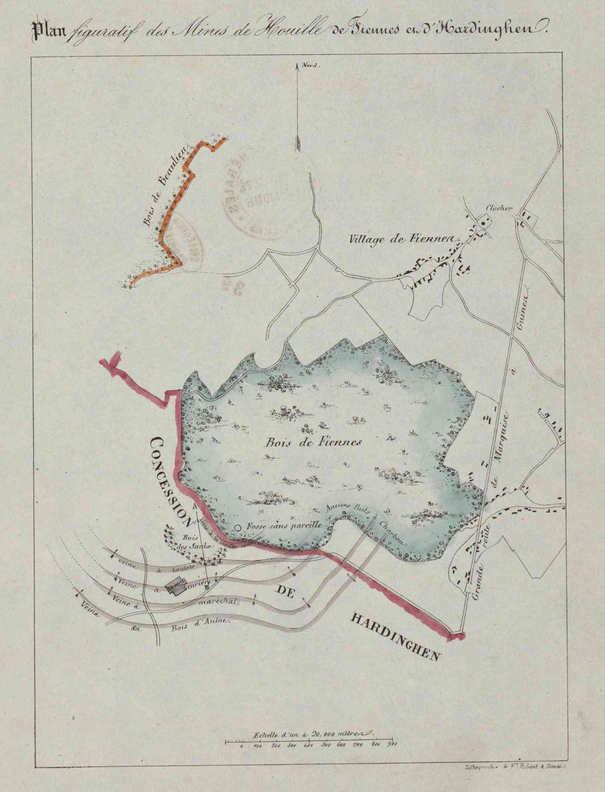 Plan figuratif des Mines de Houille de Fiennes et d'Hardinghen.
Nord.
Bois de Beaulieu
Clocher
Village de Fiennes
Guines
à
Marquise
de
Grande route
Bois de Fiennes
CONCESSION
DE
HARDINGHEN
Anciens Puits
Charbon
Fosse sans pareille
Bois
des Saules
Veine à boulets
Veine à
Veine à maréchal
Veine du Bois d'Aulne
Echelle d'un à 20,000 mètres.
0 100 200 300 400 500 600 700 800 900
Lithographie de Vᵉ à Douai